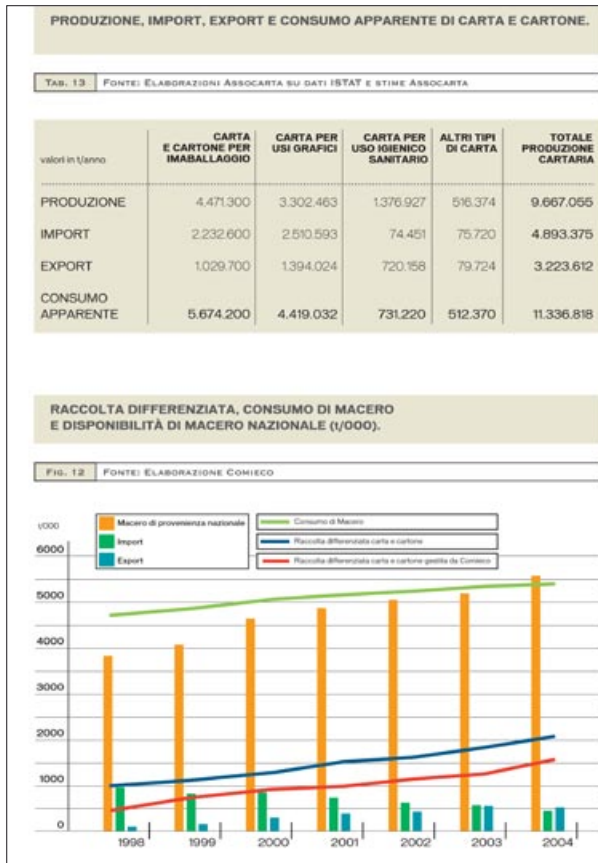 PRODUZIONE, IMPORT, EXPORT E CONSUMO APPARENTE DI CARTA E CARTONE.
TAB. 13 FONTE: ELABORAZIONI ASSOCARTA SU DATI ISTAT E STIME ASSOCARTA
valori in t/anno
CARTA
E CARTONE PER
IMABALLAGGIO
CARTA PER
USI GRAFICI
CARTA PER
USO IGIENICO
SANITARIO
ALTRI TIPI
DI CARTA
TOTALE
PRODUZIONE
CARTARIA
PRODUZIONE 4.471.300 3.302.463 1.376.927 516.374 9.667.055
IMPORT 2.232.600 2.510.593 74.451 75.720 4.893.375
EXPORT 1.029.700 1.394.024 720.158 79.724 3.223.612
CONSUMO
APPARENTE 5.674.200 4.419.032 731.220 512.370 11.336.818
RACCOLTA DIFFERENZIATA, CONSUMO DI MACERO
E DISPONIBILITÀ DI MACERO NAZIONALE (t/000).
FIG. 12 FONTE: ELABORAZIONE COMIECO
t/000
Macero di provenienza nazionale
Import
Export
Consumo di Macero
Raccolta differenziata carta e cartone
Raccolta differenziata carta e cartone gestita da Comieco
6000
5000
4000
3000
2000
1000
0
1998 1999 2000 2001 2002 2003 2004